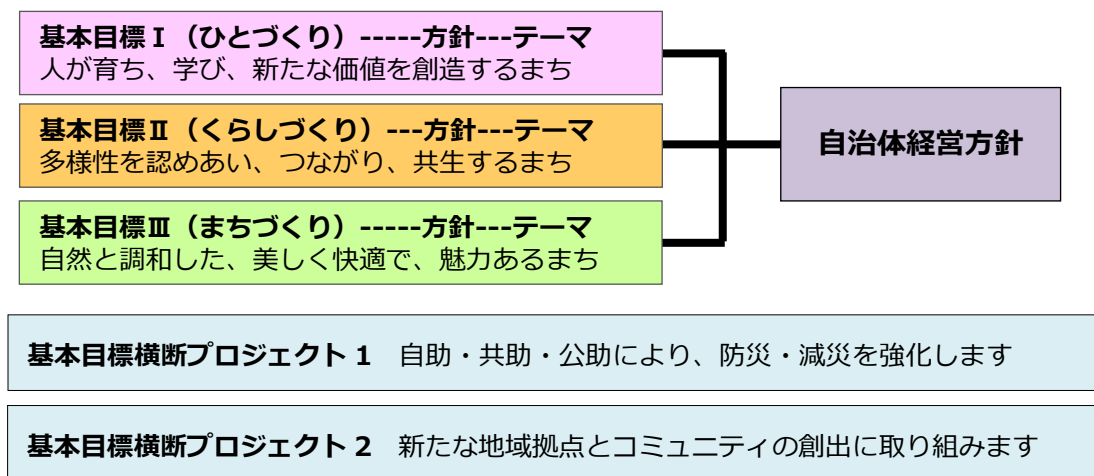 基本目標Ⅰ（ひとづくり）-----方針---テーマ
人が育ち、学び、新たな価値を創造するまち
基本目標Ⅱ（くらしづくり）---方針---テーマ
多様性を認めあい、つながり、共生するまち
自治体経営方針
基本目標Ⅲ（まちづくり）-----方針---テーマ
自然と調和した、美しく快適で、魅力あるまち
基本目標横断プロジェクト 1　自助・共助・公助により、防災・減災を強化します
基本目標横断プロジェクト 2　新たな地域拠点とコミュニティの創出に取り組みます